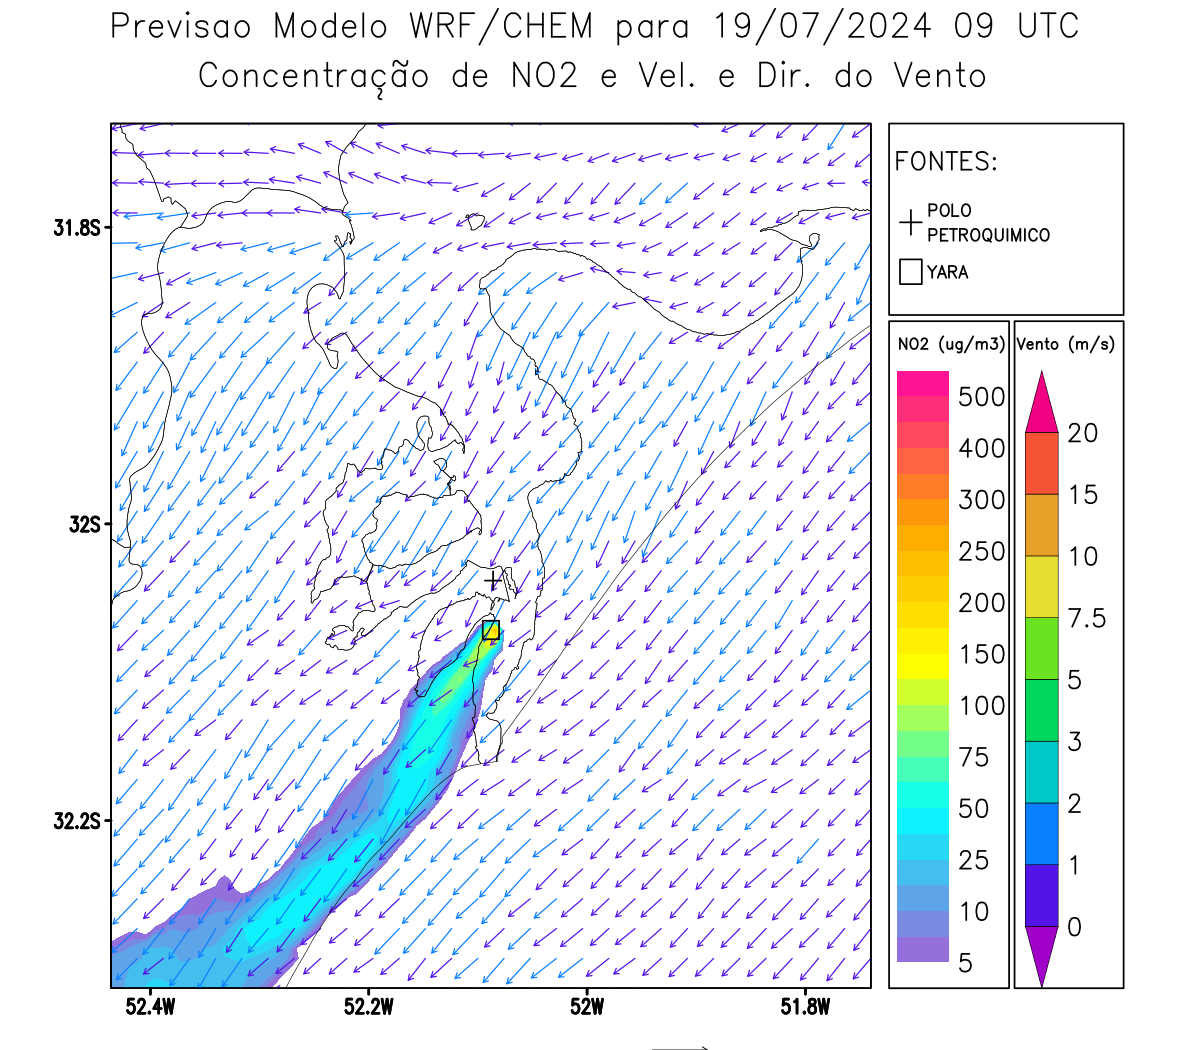 Previsao Modelo WRF/CHEM para 19/07/2024 09 UTC
Concentração de NO2 e Vel. e Dir. do Vento
FONTES:
POLO
PETROQUIMICO
YARA
NO2 (ug/m3)
500
400
300
250
200
150
100
75
50
25
10
5
Vento (m/s)
20
15
10
7.5
5
3
2
1
0
31.8S
32S
32.2S
52.4W
52.2W
52W
51.8W